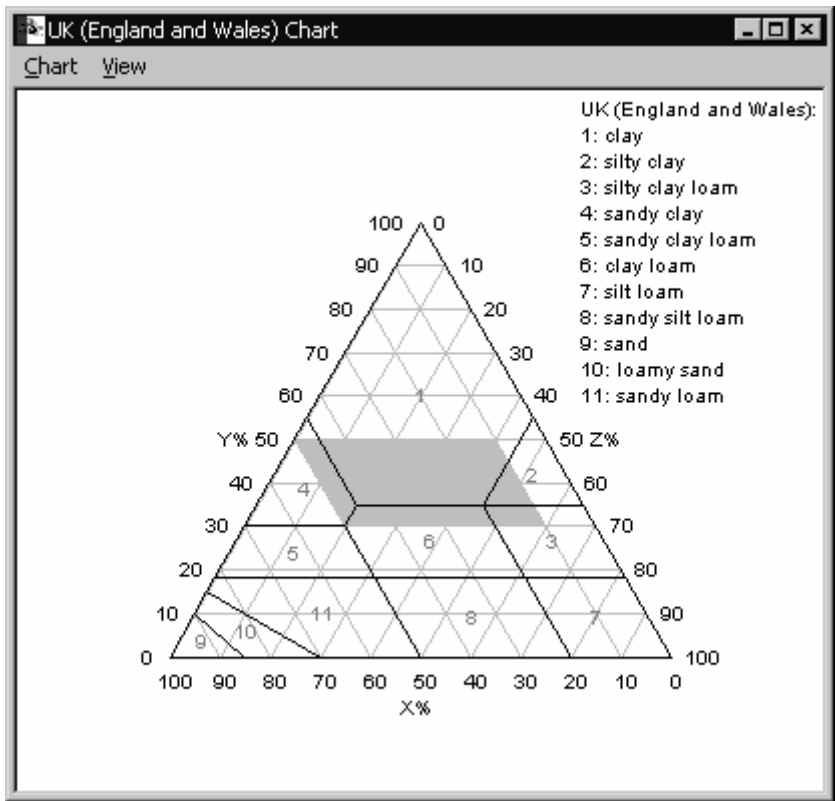 UK (England and Wales) Chart
Chart View
UK (England and Wales):
1: clay
2: silty clay
3: silty clay loam
4: sandy clay
5: sandy clay loam
6: clay loam
7: silt loam
8: sandy silt loam
9: sand
10: loamy sand
11: sandy loam
100 0
90 10
80 20
70 30
60 1 40
Y% 50 50 Z%
40 4 2 60
30 70
5 6 3
20 80
10 11 8 7 90
9 10
0 100
100 90 80 70 60 50 40 30 20 10 0
X%